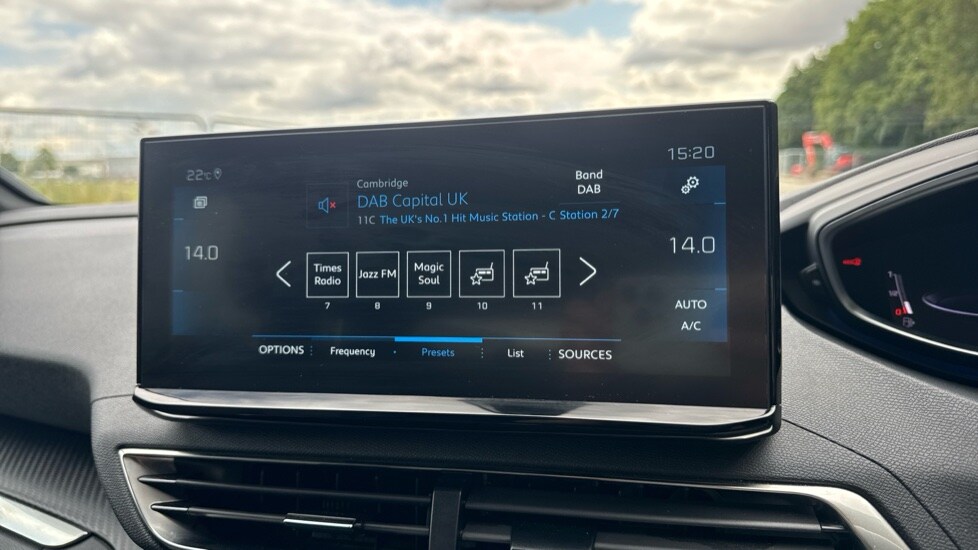 22°C
15:20
Cambridge
DAB Capital UK
11C The UK's No.1 Hit Music Station - C Station 2/7
Band
DAB
14.0
14.0
Times
Radio
7
Jazz FM
8
Magic
Soul
9
10
11
AUTO
A/C
OPTIONS
Frequency
Presets
List
SOURCES